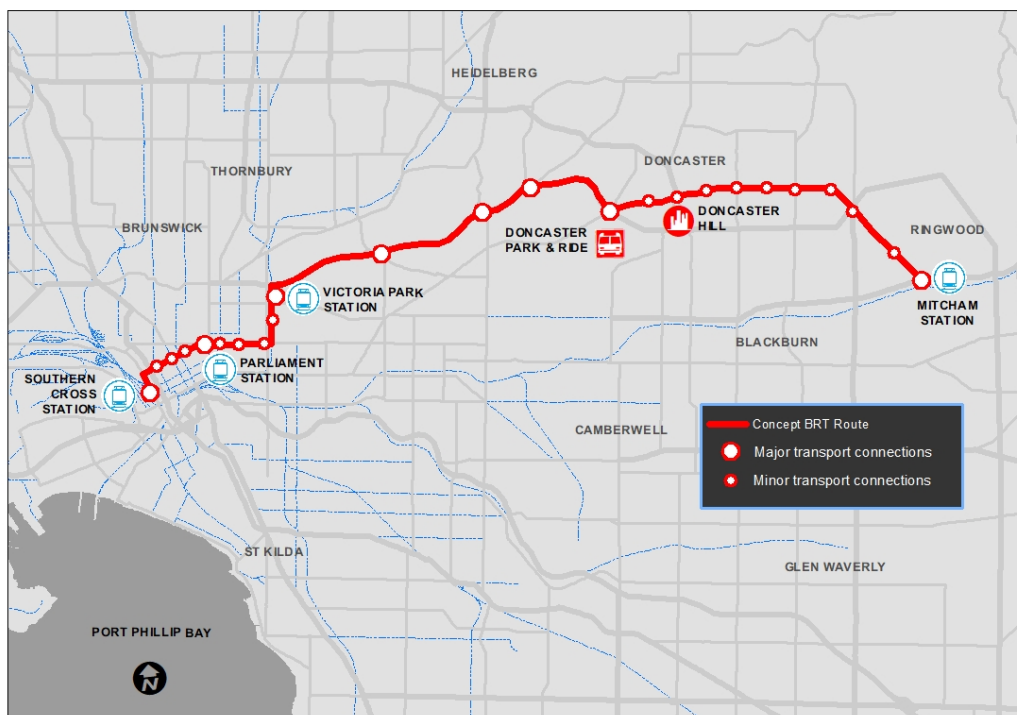 HEIDELBERG
DONCASTER
THORNBURY
DONCASTER
HILL
BRUNSWICK
DONCASTER
PARK & RIDE
RINGWOOD
VICTORIA PARK
STATION
MITCHAM
STATION
BLACKBURN
PARLIAMENT
STATION
SOUTHERN
CROSS
STATION
CAMBERWELL
Concept BRT Route
Major transport connections
Minor transport connections
ST KILDA
GLEN WAVERLY
PORT PHILLIP BAY
N